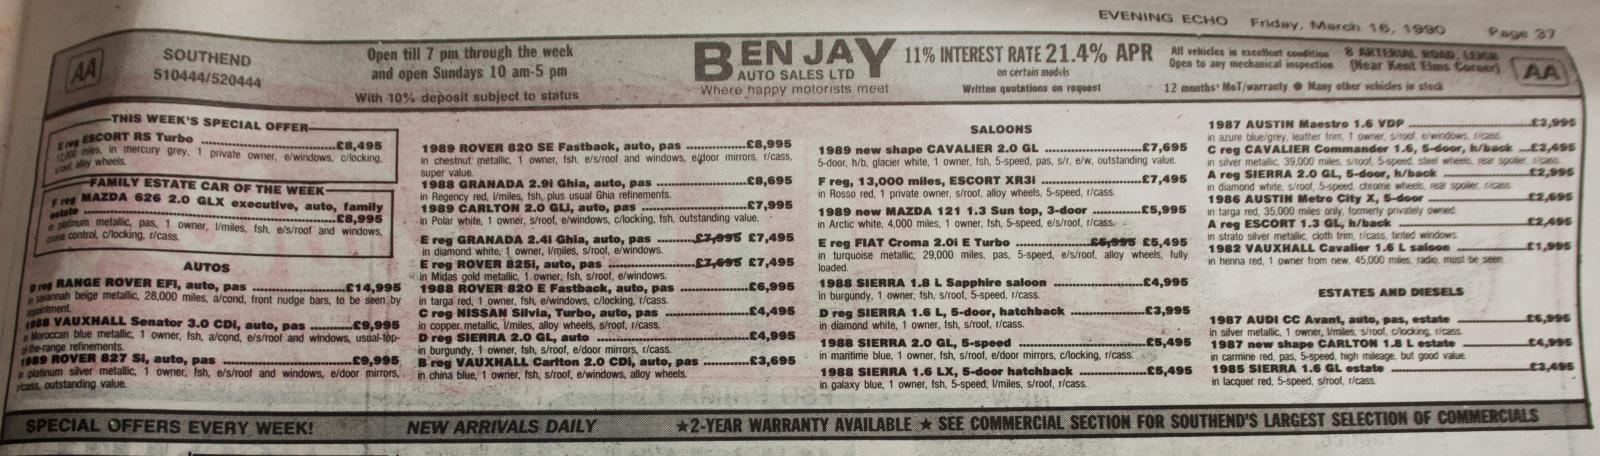 EVENING ECHO Friday, March 16, 1990 Page 37
AA
SOUTHEND
510444/520444
Open till 7 pm through the week
and open Sundays 10 am-5 pm
With 10% deposit subject to status
BEN JAY
AUTO SALES LTD
Where happy motorists meet
11% INTEREST RATE 21.4% APR
on certain models
Written quotations on request
All vehicles in excellent condition
Open to any mechanical inspection
8 ARTERIAL ROAD, LEIGH
(Near Kent Elms Corner)
12 months' MoT/warranty ● Many other vehicles in stock
AA
THIS WEEK'S SPECIAL OFFER
E reg ESCORT RS Turbo £8,495
12,000 miles, in mercury grey, 1 private owner, e/windows, c/locking,
s/roof, alloy wheels.
FAMILY ESTATE CAR OF THE WEEK
F reg MAZDA 626 2.0 GLX executive, auto, family
estate £8,995
in platinum metallic, pas, 1 owner, l/miles, fsh, e/s/roof and windows,
cruise control, c/locking, r/cass.
AUTOS
D reg RANGE ROVER EFi, auto, pas £14,995
in savannah beige metallic, 28,000 miles, a/cond, front nudge bars, to be seen by
appointment.
1988 VAUXHALL Senator 3.0 CDi, auto, pas £9,995
in Moroccan blue metallic, 1 owner, fsh, a/cond, e/s/roof and windows, usual-top-
of-the-range refinements.
1989 ROVER 827 SI, auto, pas £9,995
in platinum silver metallic, 1 owner, fsh, e/s/roof and windows, e/door mirrors,
r/cass, outstanding value.
1989 ROVER 820 SE Fastback, auto, pas £8,995
in chestnut metallic, 1 owner, fsh, e/s/roof and windows, e/door mirrors, r/cass,
super value.
1988 GRANADA 2.9i Ghia, auto, pas £8,695
in Regency red, l/miles, fsh, plus usual Ghia refinements.
1989 CARLTON 2.0 GLi, auto, pas £7,995
in Polar white, 1 owner, s/roof, e/windows, c/locking, fsh, outstanding value.
E reg GRANADA 2.4i Ghia, auto, pas £7,995 £7,495
in diamond white, 1 owner, l/miles, s/roof, e/windows.
E reg ROVER 825i, auto, pas £7,695 £7,495
in Midas gold metallic, 1 owner, fsh, s/roof, e/windows.
1988 ROVER 820 E Fastback, auto, pas £6,995
in targa red, 1 owner, fsh, e/windows, c/locking, r/cass.
C reg NISSAN Silvia, Turbo, auto, pas £4,495
in copper metallic, l/miles, alloy wheels, s/roof, r/cass.
D reg SIERRA 2.0 GL, auto £4,995
in burgundy, 1 owner, fsh, s/roof, e/door mirrors, r/cass.
B reg VAUXHALL Carlton 2.0 CDi, auto, pas £3,695
in china blue, 1 owner, fsh, s/roof, e/windows, alloy wheels.
SALOONS
1989 new shape CAVALIER 2.0 GL £7,695
5-door, h/b, glacier white, 1 owner, fsh, 5-speed, pas, s/r, e/w, outstanding value.
F reg, 13,000 miles, ESCORT XR3i £7,495
in Rosso red, 1 private owner, s/roof, alloy wheels, 5-speed, r/cass.
1989 new MAZDA 121 1.3 Sun top, 3-door £5,995
in Arctic white, 4,000 miles, 1 owner, fsh, 5-speed, r/cass.
E reg FIAT Croma 2.0i E Turbo £5,995 £5,495
in turquoise metallic, 29,000 miles, pas, 5-speed, e/s/roof, alloy wheels, fully
loaded.
1988 SIERRA 1.8 L Sapphire saloon £4,995
in burgundy, 1 owner, fsh, s/roof, 5-speed, r/cass.
D reg SIERRA 1.6 L, 5-door, hatchback £3,995
in diamond white, 1 owner, fsh, s/roof, r/cass.
1988 SIERRA 2.0 GL, 5-speed £5,495
in maritime blue, 1 owner, fsh, s/roof, e/door mirrors, c/locking, r/cass.
1988 SIERRA 1.6 LX, 5-door hatchback £5,495
in galaxy blue, 1 owner, fsh, 5-speed, l/miles, s/roof, r/cass.
1987 AUSTIN Maestro 1.6 VDP £3,995
in azure blue/grey, leather trim, 1 owner, s/roof, e/windows, r/cass.
C reg CAVALIER Commander 1.6, 5-door, h/back £3,495
in silver metallic, 39,000 miles, s/roof, 5-speed, steel wheels, rear spoiler, r/cass.
A reg SIERRA 2.0 GL, 5-door, h/back £2,995
in diamond white, s/roof, 5-speed, chrome wheels, rear spoiler, r/cass.
1986 AUSTIN Metro City X, 5-door £2,695
in targa red, 35,000 miles only, formerly privately owned.
A reg ESCORT 1.3 GL, h/back £2,495
in strato silver metallic, cloth trim, r/cass, tinted windows.
1982 VAUXHALL Cavalier 1.6 L saloon £1,995
in henna red, 1 owner from new, 45,000 miles, radio, must be seen.
ESTATES AND DIESELS
1987 AUDI CC Avant, auto, pas, estate £6,995
in silver metallic, 1 owner, l/miles, s/roof, c/locking, r/cass.
1987 new shape CARLTON 1.8 L estate £4,995
in carmine red, pas, 5-speed, high mileage, but good value.
1985 SIERRA 1.6 GL estate £3,495
in lacquer red, 5-speed, s/roof, r/cass.
SPECIAL OFFERS EVERY WEEK! NEW ARRIVALS DAILY ★2-YEAR WARRANTY AVAILABLE ★ SEE COMMERCIAL SECTION FOR SOUTHEND'S LARGEST SELECTION OF COMMERCIALS